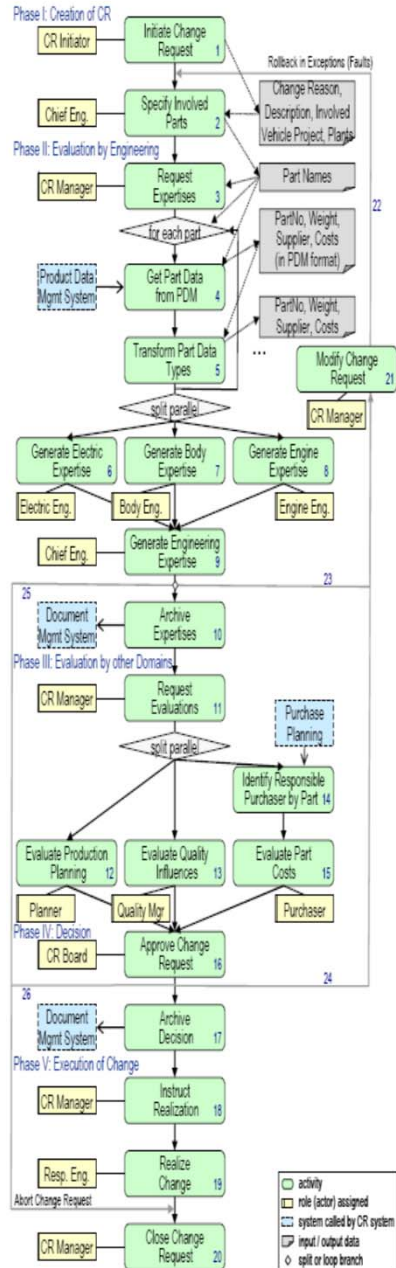 Phase I: Creation of CR
CR Initiator
Initiate Change
Request
1
Rollback in Exceptions (Faults)
Chief Eng.
Specify Involved
Parts
2
Change Reason,
Description, Involved
Vehicle Project, Plants
Phase II: Evaluation by Engineering
CR Manager
Request
Expertises
3
Part Names
22
for each part
PartNo, Weight,
Supplier, Costs
(in PDM format)
Product Data
Mgmt System
Get Part Data
from PDM
4
PartNo, Weight,
Supplier, Costs
Transform Part Data
Types
5
...
Modify Change
Request
21
CR Manager
split parallel
Generate Electric
Expertise
6
Generate Body
Expertise
7
Generate Engine
Expertise
8
Electric Eng.
Body Eng.
Engine Eng.
Chief Eng.
Generate Engineering
Expertise
9
23
25
Document
Mgmt System
Archive
Expertises
10
Phase III: Evaluation by other Domains
CR Manager
Request
Evaluations
11
Purchase
Planning
split parallel
Identify Responsible
Purchaser by Part
14
Evaluate Production
Planning
12
Evaluate Quality
Influences
13
Evaluate Part
Costs
15
Planner
Quality Mgr
Purchaser
Phase IV: Decision
CR Board
Approve Change
Request
16
24
26
Document
Mgmt System
Archive
Decision
17
Phase V: Execution of Change
CR Manager
Instruct
Realization
18
Resp. Eng.
Realize
Change
19
Abort Change Request
CR Manager
Close Change
Request
20
activity
role (actor) assigned
system called by CR system
input / output data
split or loop branch